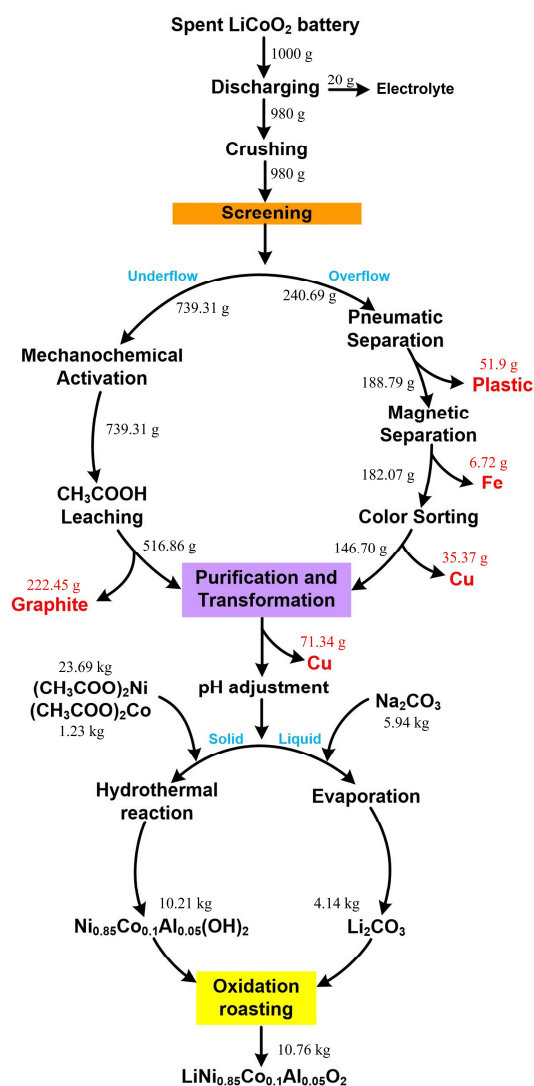 Spent LiCoO₂ battery
1000 g
Discharging
20 g
Electrolyte
980 g
Crushing
980 g
Screening
Underflow
Overflow
739.31 g
240.69 g
Pneumatic
Separation
Mechanochemical
Activation
51.9 g
Plastic
188.79 g
Magnetic
Separation
739.31 g
6.72 g
Fe
182.07 g
CH₃COOH
Leaching
Color Sorting
516.86 g
146.70 g
35.37 g
Cu
222.45 g
Graphite
Purification and
Transformation
71.34 g
Cu
23.69 kg
(CH₃COO)₂Ni
(CH₃COO)₂Co
1.23 kg
pH adjustment
Na₂CO₃
5.94 kg
Solid
Liquid
Hydrothermal
reaction
Evaporation
10.21 kg
Ni₀.₈₅Co₀.₁Al₀.₀₅(OH)₂
4.14 kg
Li₂CO₃
Oxidation
roasting
10.76 kg
LiNi₀.₈₅Co₀.₁Al₀.₀₅O₂